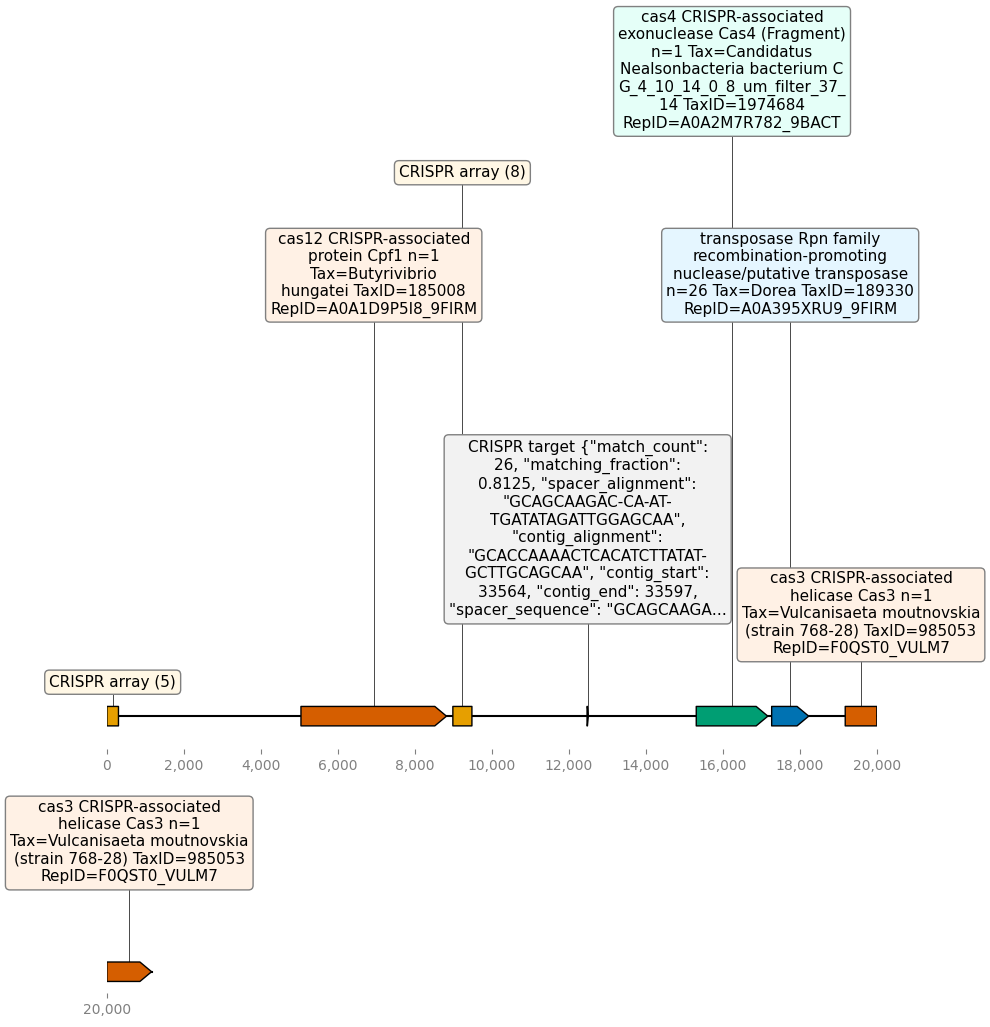 cas4 CRISPR-associated
exonuclease Cas4 (Fragment)
n=1 Tax=Candidatus
Nealsonbacteria bacterium C
G_4_10_14_0_8_um_filter_37_
14 TaxID=1974684
RepID=A0A2M7R782_9BACT
CRISPR array (8)
cas12 CRISPR-associated
protein Cpf1 n=1
Tax=Butyrivibrio
hungatei TaxID=185008
RepID=A0A1D9P5I8_9FIRM
transposase Rpn family
recombination-promoting
nuclease/putative transposase
n=26 Tax=Dorea TaxID=189330
RepID=A0A395XRU9_9FIRM
CRISPR target {"match_count":
26, "matching_fraction":
0.8125, "spacer_alignment":
"GCAGCAAGAC-CA-AT-
TGATATAGATTGGAGCAA",
"contig_alignment":
"GCACCAAAACTCACATCTTATAT-
GCTTGCAGCAA", "contig_start":
33564, "contig_end": 33597,
"spacer_sequence": "GCAGCAAGA...
cas3 CRISPR-associated
helicase Cas3 n=1
Tax=Vulcanisaeta moutnovskia
(strain 768-28) TaxID=985053
RepID=F0QST0_VULM7
CRISPR array (5)
0 2,000 4,000 6,000 8,000 10,000 12,000 14,000 16,000 18,000 20,000
cas3 CRISPR-associated
helicase Cas3 n=1
Tax=Vulcanisaeta moutnovskia
(strain 768-28) TaxID=985053
RepID=F0QST0_VULM7
20,000